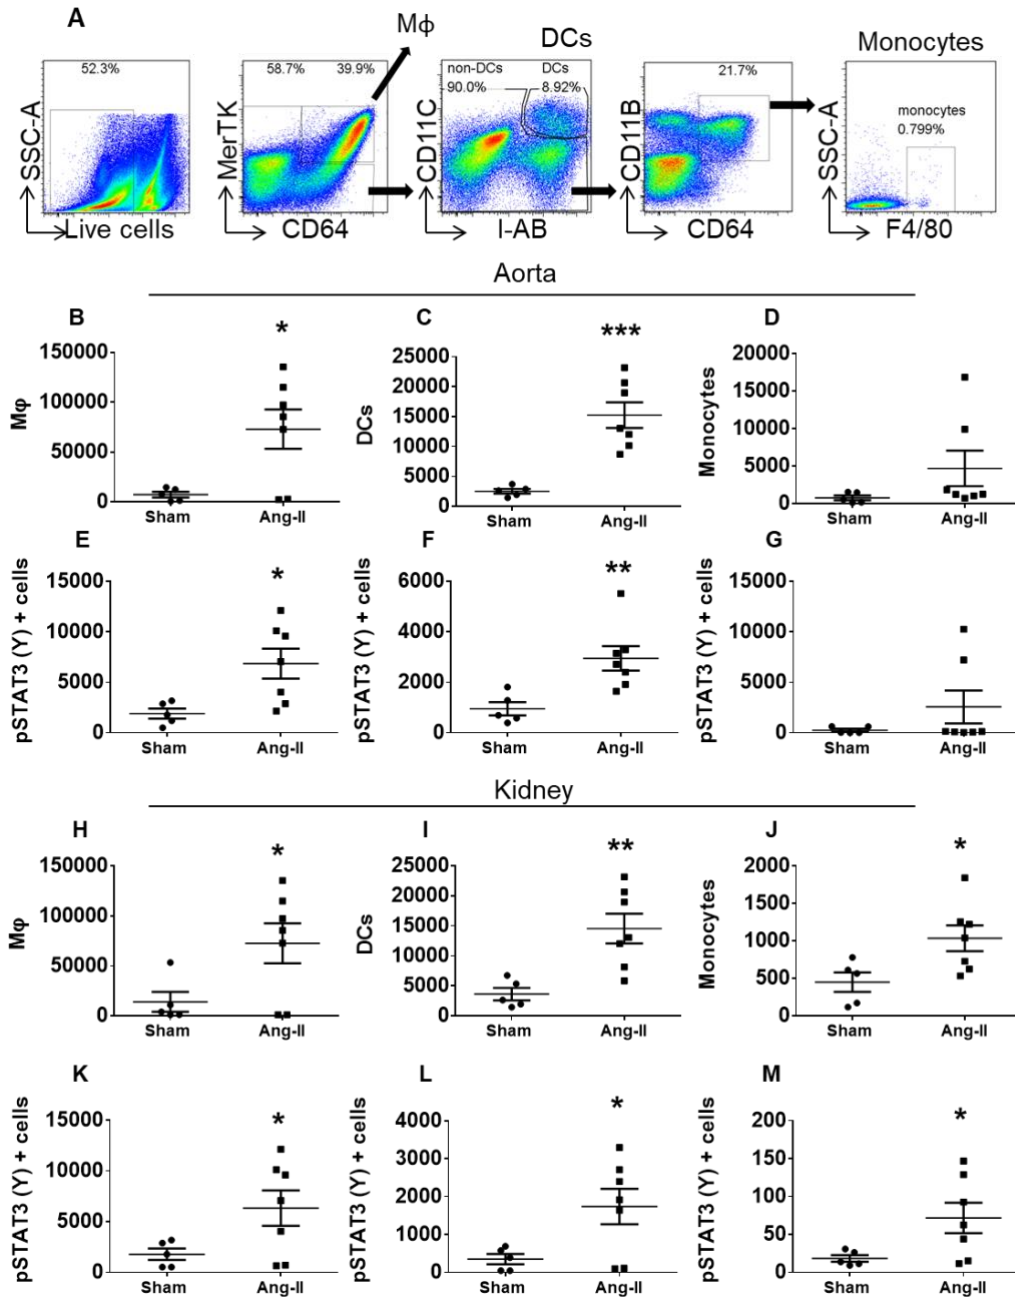 A
Mϕ
DCs
Monocytes
52.3%
SSC-A
Live cells
58.7%
39.9%
MerTK
CD64
non-DCs
90.0%
DCs
8.92%
CD11C
I-AB
21.7%
CD11B
CD64
monocytes
0.799%
SSC-A
F4/80
Aorta
B
*
150000
100000
50000
0
Mφ
Sham
Ang-II
C
***
25000
20000
15000
10000
5000
0
DCs
Sham
Ang-II
D
20000
15000
10000
5000
0
Monocytes
Sham
Ang-II
E
*
15000
10000
5000
0
pSTAT3 (Y) + cells
Sham
Ang-II
F
**
6000
4000
2000
0
pSTAT3 (Y) + cells
Sham
Ang-II
G
15000
10000
5000
0
pSTAT3 (Y) + cells
Sham
Ang-II
Kidney
H
*
150000
100000
50000
0
Mφ
Sham
Ang-II
I
**
25000
20000
15000
10000
5000
0
DCs
Sham
Ang-II
J
*
2000
1500
1000
500
0
Monocytes
Sham
Ang-II
K
*
15000
10000
5000
0
pSTAT3 (Y) + cells
Sham
Ang-II
L
*
4000
3000
2000
1000
0
pSTAT3 (Y) + cells
Sham
Ang-II
M
*
200
150
100
50
0
pSTAT3 (Y) + cells
Sham
Ang-II